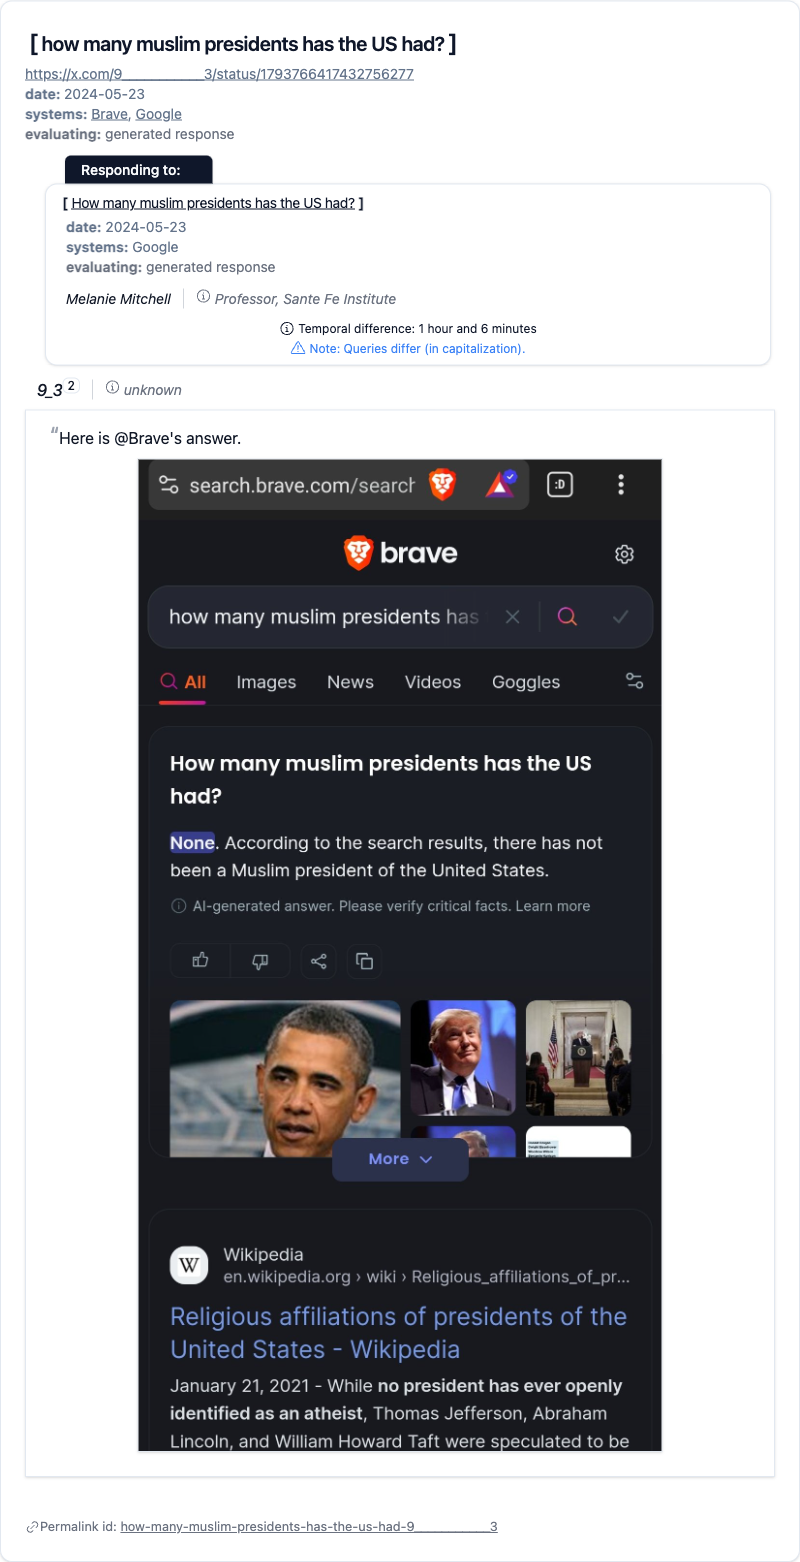 [ how many muslim presidents has the US had? ]
https://x.com/9____________3/status/1793766417432756277
date: 2024-05-23
systems: Brave, Google
evaluating: generated response
Responding to:
[ How many muslim presidents has the US had? ]
date: 2024-05-23
systems: Google
evaluating: generated response
Melanie Mitchell
Professor, Sante Fe Institute
Temporal difference: 1 hour and 6 minutes
Note: Queries differ (in capitalization).
9_3 2
unknown
“Here is @Brave's answer.
search.brave.com/search
:D
brave
how many muslim presidents has
All Images News Videos Goggles
How many muslim presidents has the US
had?
None. According to the search results, there has not
been a Muslim president of the United States.
AI-generated answer. Please verify critical facts. Learn more
More
W
Wikipedia
en.wikipedia.org › wiki › Religious_affiliations_of_pr...
Religious affiliations of presidents of the
United States - Wikipedia
January 21, 2021 - While no president has ever openly
identified as an atheist, Thomas Jefferson, Abraham
Lincoln, and William Howard Taft were speculated to be
Permalink id: how-many-muslim-presidents-has-the-us-had-9____________3